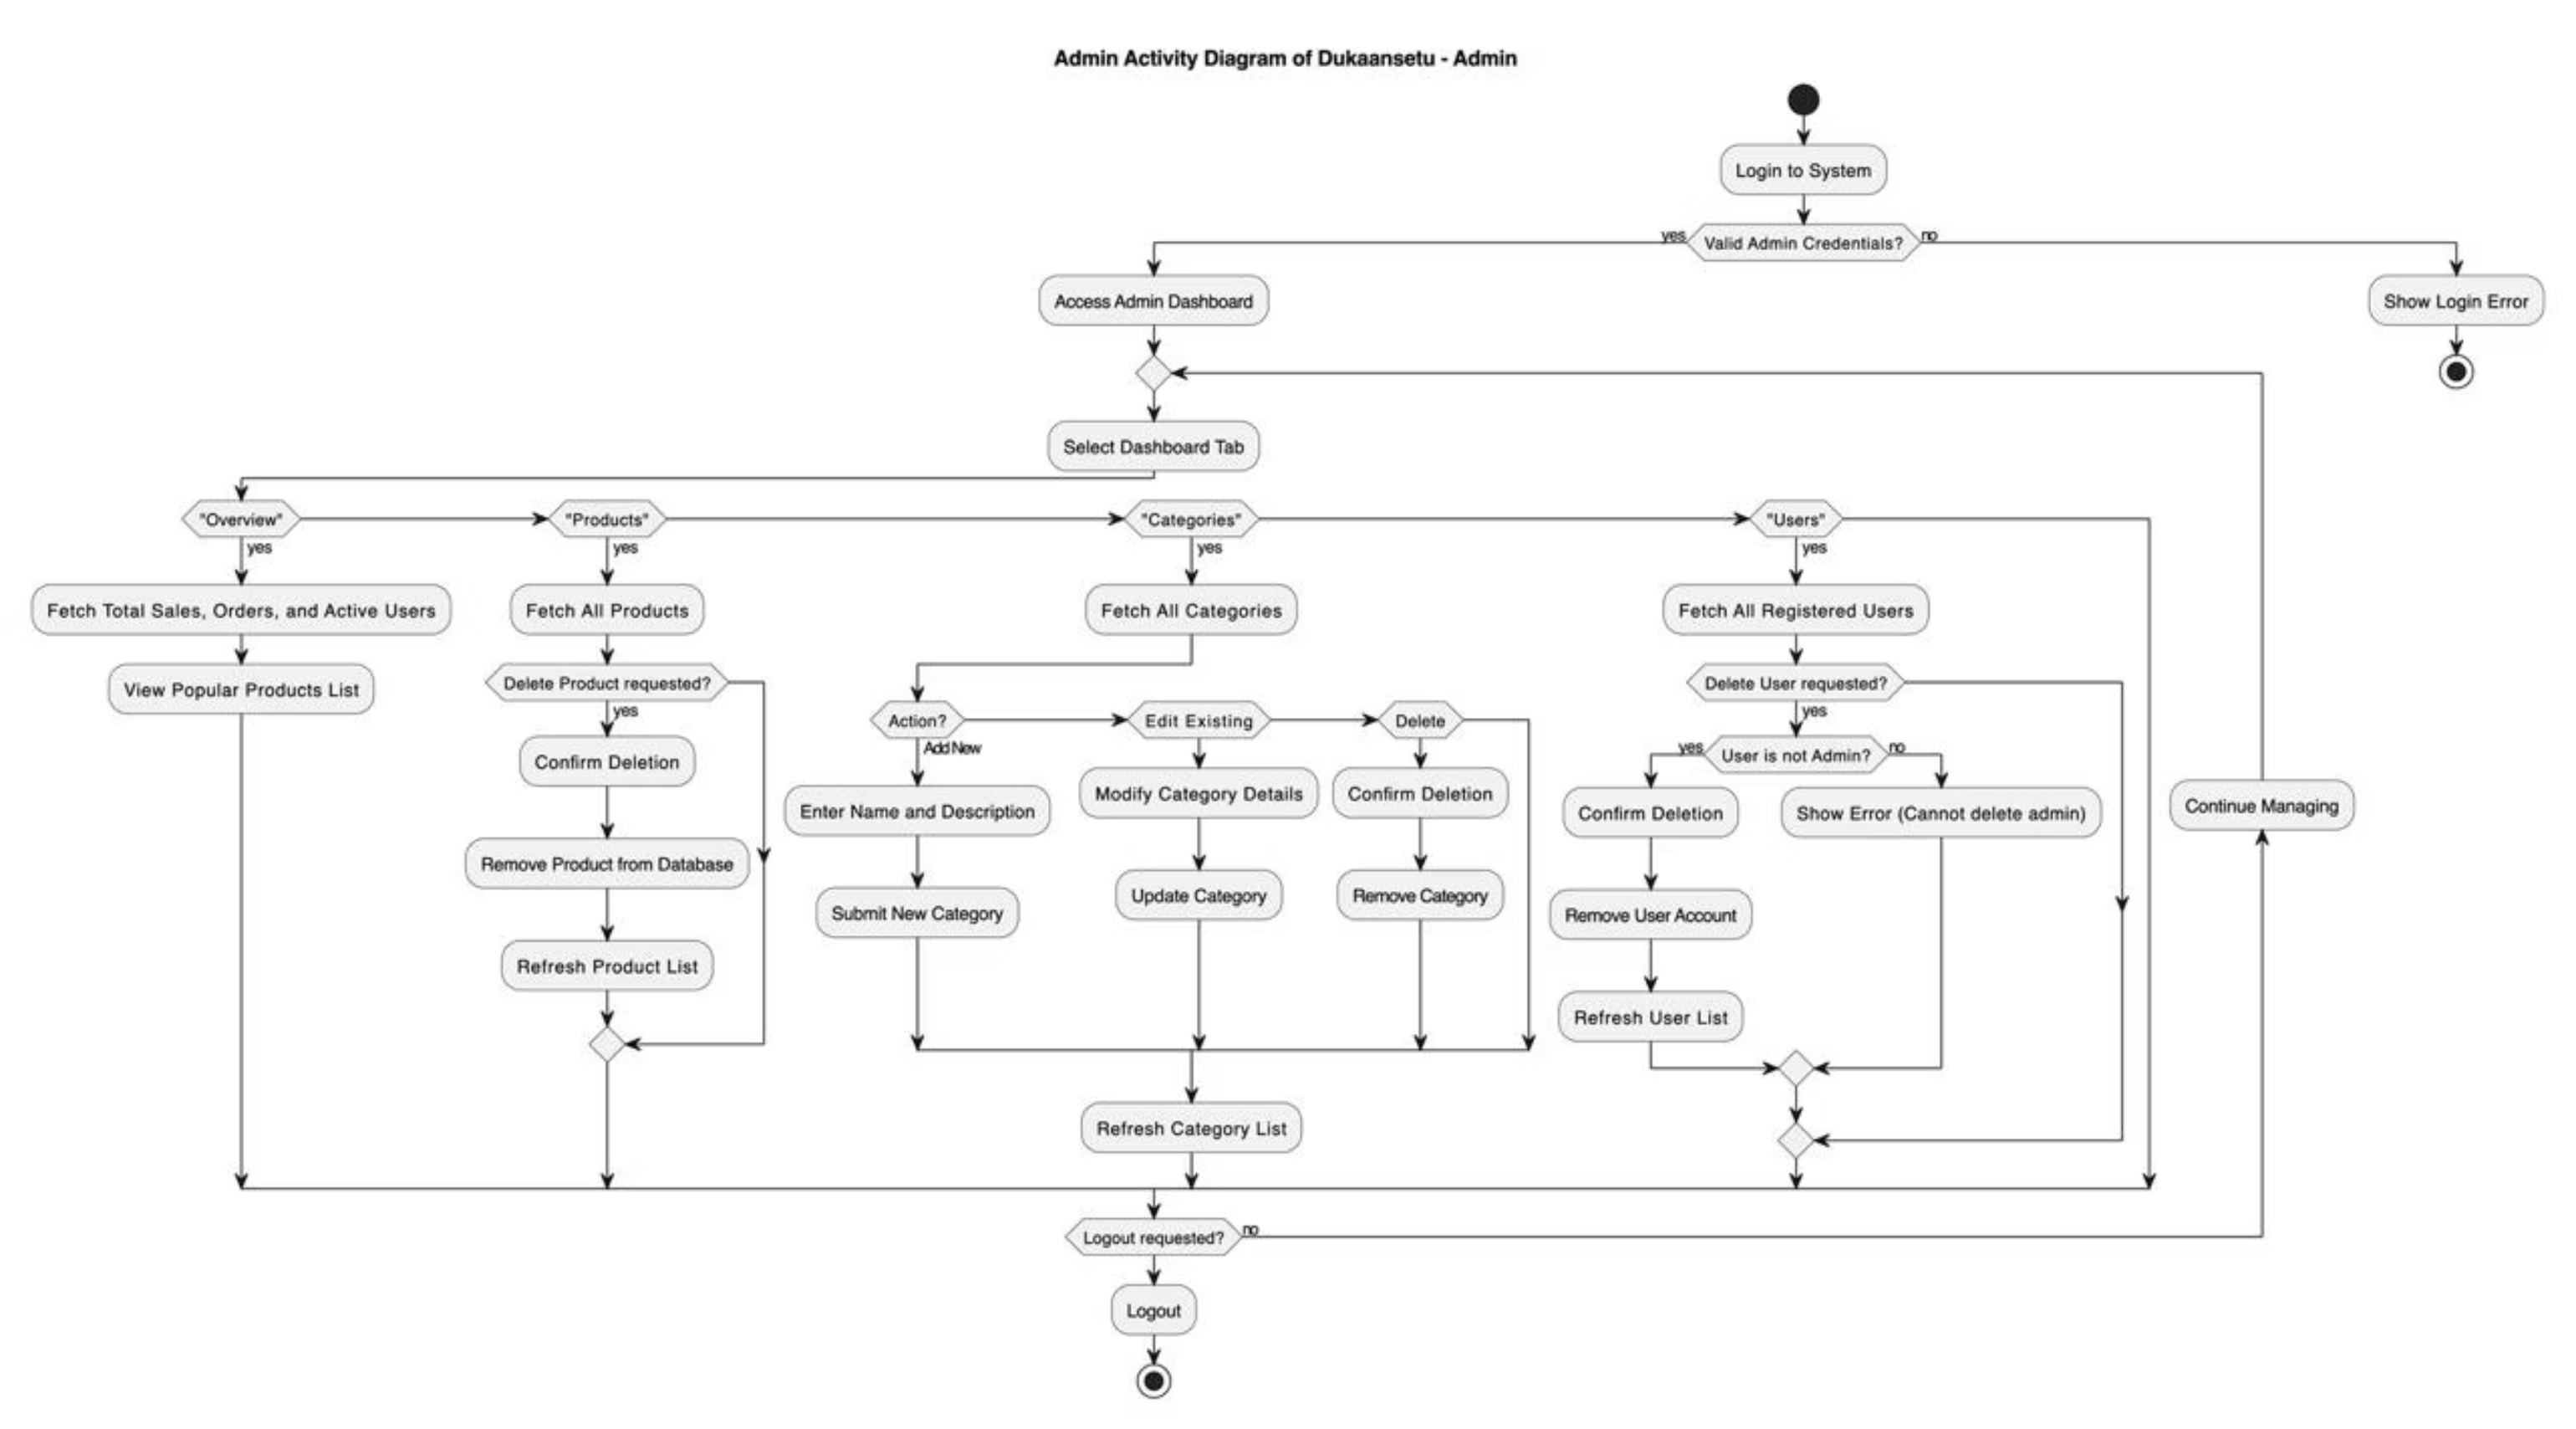 Admin Activity Diagram of Dukaansetu - Admin
Login to System
yes
Valid Admin Credentials?
no
Access Admin Dashboard
Show Login Error
Select Dashboard Tab
"Overview"
"Products"
"Categories"
"Users"
yes
yes
yes
yes
Fetch Total Sales, Orders, and Active Users
Fetch All Products
Fetch All Categories
Fetch All Registered Users
View Popular Products List
Delete Product requested?
Delete User requested?
yes
yes
Action?
Edit Existing
Delete
Add New
yes
User is not Admin?
no
Confirm Deletion
Modify Category Details
Confirm Deletion
Continue Managing
Enter Name and Description
Confirm Deletion
Show Error (Cannot delete admin)
Remove Product from Database
Update Category
Remove Category
Submit New Category
Remove User Account
Refresh Product List
Refresh User List
Refresh Category List
Logout requested?
no
Logout